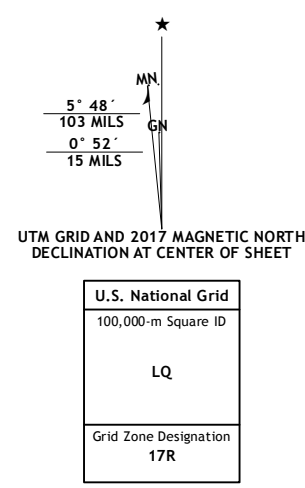 MN
5° 48´
103 MILS
GN
0° 52´
15 MILS
UTM GRID AND 2017 MAGNETIC NORTH
DECLINATION AT CENTER OF SHEET
U.S. National Grid
100,000-m Square ID
LQ
Grid Zone Designation
17R